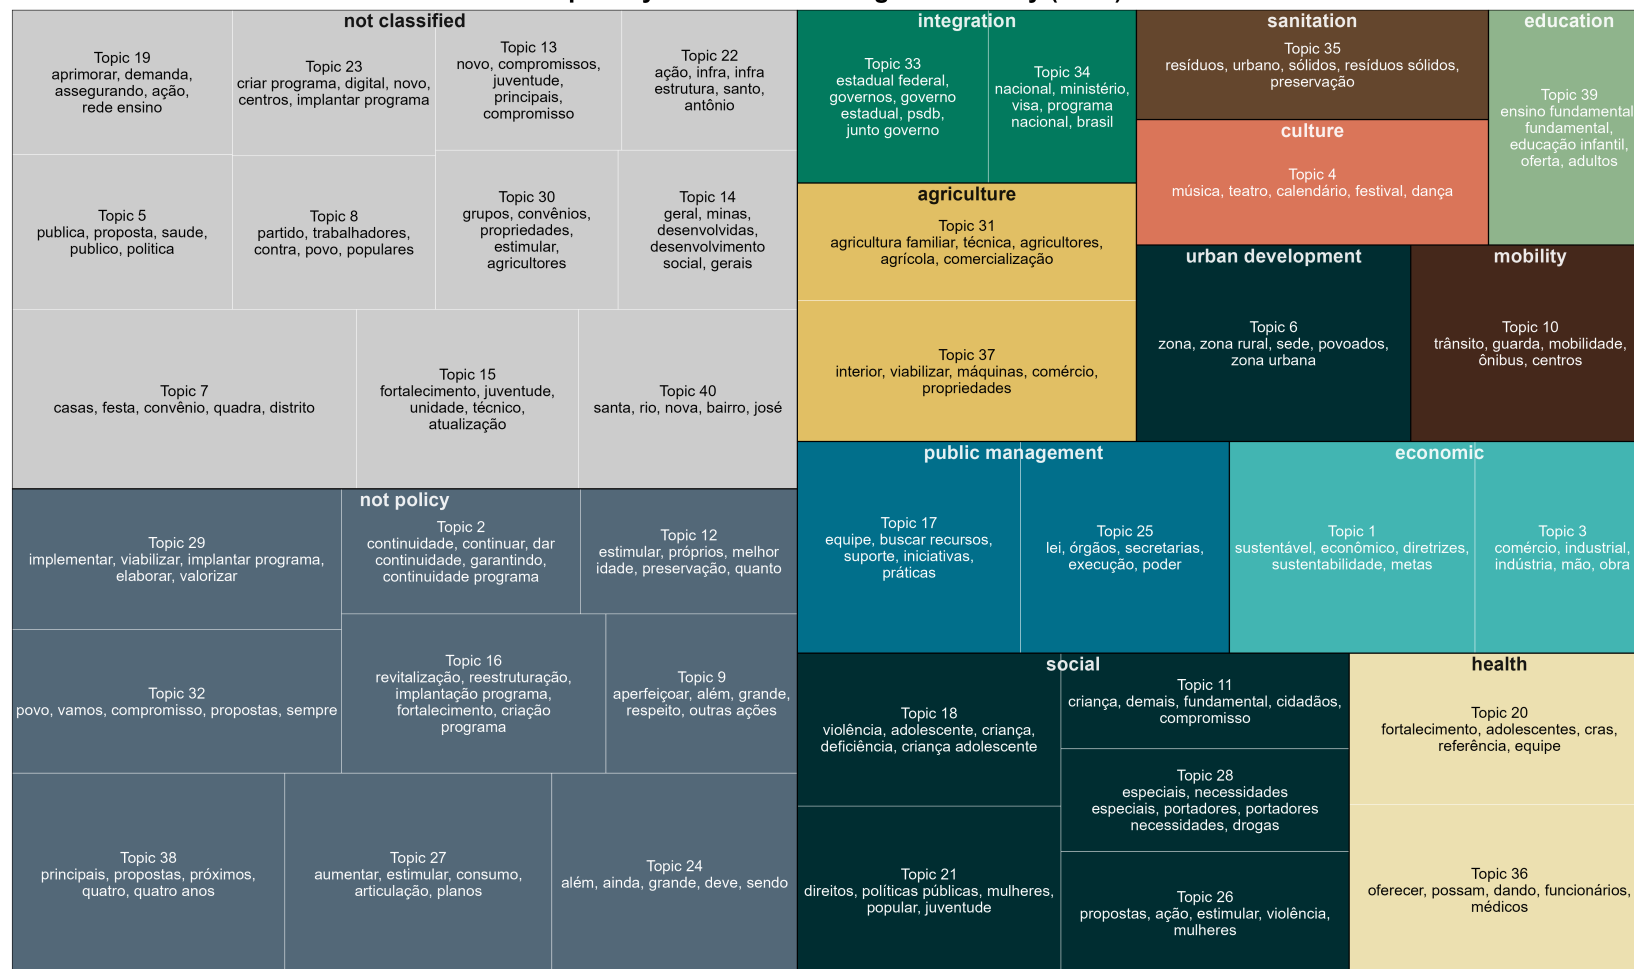 not classified
Topic 19
aprimorar, demanda,
assegurando, ação,
rede ensino
Topic 23
criar programa, digital, novo,
centros, implantar programa
Topic 13
novo, compromissos,
juventude,
principais,
compromisso
Topic 22
ação, infra, infra
estrutura, santo,
antônio
Topic 5
publica, proposta, saude,
publico, politica
Topic 8
partido, trabalhadores,
contra, povo, populares
Topic 30
grupos, convênios,
propriedades,
estimular,
agricultores
Topic 14
geral, minas,
desenvolvidas,
desenvolvimento
social, gerais
Topic 7
casas, festa, convênio, quadra, distrito
Topic 15
fortalecimento, juventude,
unidade, técnico,
atualização
Topic 40
santa, rio, nova, bairro, josé
not policy
Topic 29
implementar, viabilizar, implantar programa,
elaborar, valorizar
Topic 2
continuidade, continuar, dar
continuidade, garantindo,
continuidade programa
Topic 12
estimular, próprios, melhor
idade, preservação, quanto
Topic 32
povo, vamos, compromisso, propostas, sempre
Topic 16
revitalização, reestruturação,
implantação programa,
fortalecimento, criação
programa
Topic 9
aperfeiçoar, além, grande,
respeito, outras ações
Topic 38
principais, propostas, próximos,
quatro, quatro anos
Topic 27
aumentar, estimular, consumo,
articulação, planos
Topic 24
além, ainda, grande, deve, sendo
integration
Topic 33
estadual federal,
governos, governo
estadual, psdb,
junto governo
Topic 34
nacional, ministério,
visa, programa
nacional, brasil
agriculture
Topic 31
agricultura familiar, técnica, agricultores,
agrícola, comercialização
Topic 37
interior, viabilizar, máquinas, comércio,
propriedades
sanitation
Topic 35
resíduos, urbano, sólidos, resíduos sólidos,
preservação
culture
Topic 4
música, teatro, calendário, festival, dança
education
Topic 39
ensino fundamental,
fundamental,
educação infantil,
oferta, adultos
urban development
Topic 6
zona, zona rural, sede, povoados,
zona urbana
mobility
Topic 10
trânsito, guarda, mobilidade,
ônibus, centros
public management
Topic 17
equipe, buscar recursos,
suporte, iniciativas,
práticas
Topic 25
lei, órgãos, secretarias,
execução, poder
economic
Topic 1
sustentável, econômico, diretrizes,
sustentabilidade, metas
Topic 3
comércio, industrial,
indústria, mão, obra
social
Topic 18
violência, adolescente, criança,
deficiência, criança adolescente
Topic 11
criança, demais, fundamental, cidadãos,
compromisso
Topic 28
especiais, necessidades
especiais, portadores, portadores
necessidades, drogas
Topic 21
direitos, políticas públicas, mulheres,
popular, juventude
Topic 26
propostas, ação, estimular, violência,
mulheres
health
Topic 20
fortalecimento, adolescentes, cras,
referência, equipe
Topic 36
oferecer, possam, dando, funcionários,
médicos